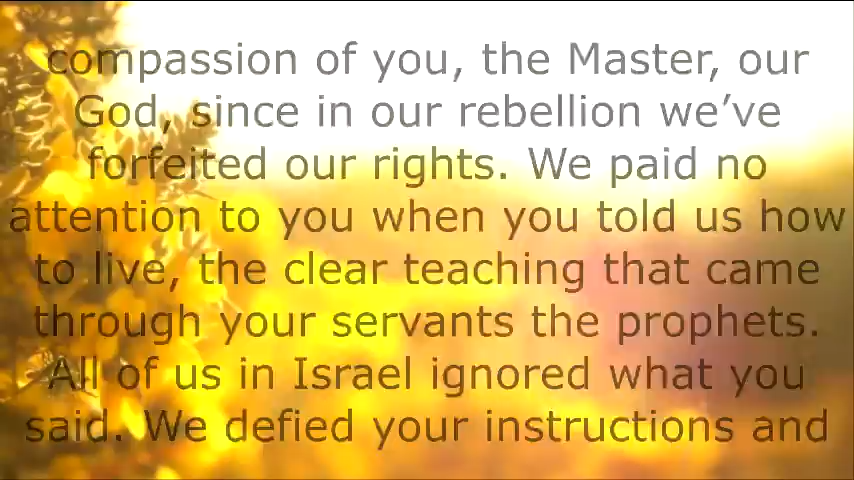 compassion of you, the Master, our
God, since in our rebellion we’ve
forfeited our rights. We paid no
attention to you when you told us how
to live, the clear teaching that came
through your servants the prophets.
All of us in Israel ignored what you
said. We defied your instructions and